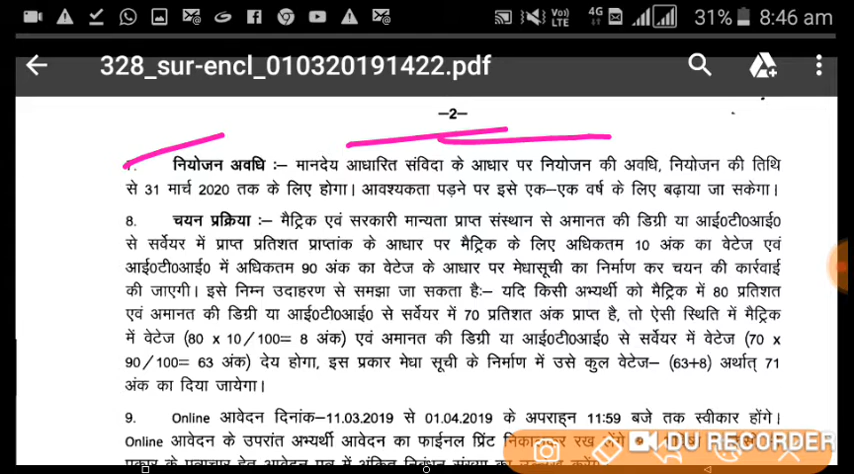 31% 8:46 am
328_sur-encl_010320191422.pdf
–2–
7. नियोजन अवधि :– मानदेय आधारित संविदा के आधार पर नियोजन की अवधि, नियोजन की तिथि
से 31 मार्च 2020 तक के लिए होगा। आवश्यकता पड़ने पर इसे एक–एक वर्ष के लिए बढ़ाया जा सकेगा।
8. चयन प्रक्रिया :– मैट्रिक एवं सरकारी मान्यता प्राप्त संस्थान से अमानत की डिग्री या आई0टी0आई0
से सर्वेयर में प्राप्त प्रतिशत प्राप्तांक के आधार पर मैट्रिक के लिए अधिकतम 10 अंक का वेटेज एवं
आई0टी0आई0 में अधिकतम 90 अंक का वेटेज के आधार पर मेधासूची का निर्माण कर चयन की कार्रवाई
की जाएगी। इसे निम्न उदाहरण से समझा जा सकता है:– यदि किसी अभ्यर्थी को मैट्रिक में 80 प्रतिशत
एवं अमानत की डिग्री या आई0टी0आई0 से सर्वेयर में 70 प्रतिशत अंक प्राप्त है, तो ऐसी स्थिति में मैट्रिक
में वेटेज (80 x 10/100= 8 अंक) एवं अमानत की डिग्री या आई0टी0आई0 से सर्वेयर में वेटेज (70 x
90/100= 63 अंक) देय होगा, इस प्रकार मेधा सूची के निर्माण में उसे कुल वेटेज– (63+8) अर्थात् 71
अंक का दिया जायेगा।
9. Online आवेदन दिनांक–11.03.2019 से 01.04.2019 के अपराह्न 11:59 बजे तक स्वीकार होंगे।
Online आवेदन के उपरांत अभ्यर्थी आवेदन का फाईनल प्रिंट निकालकर रख लेंगे
DU RECORDER